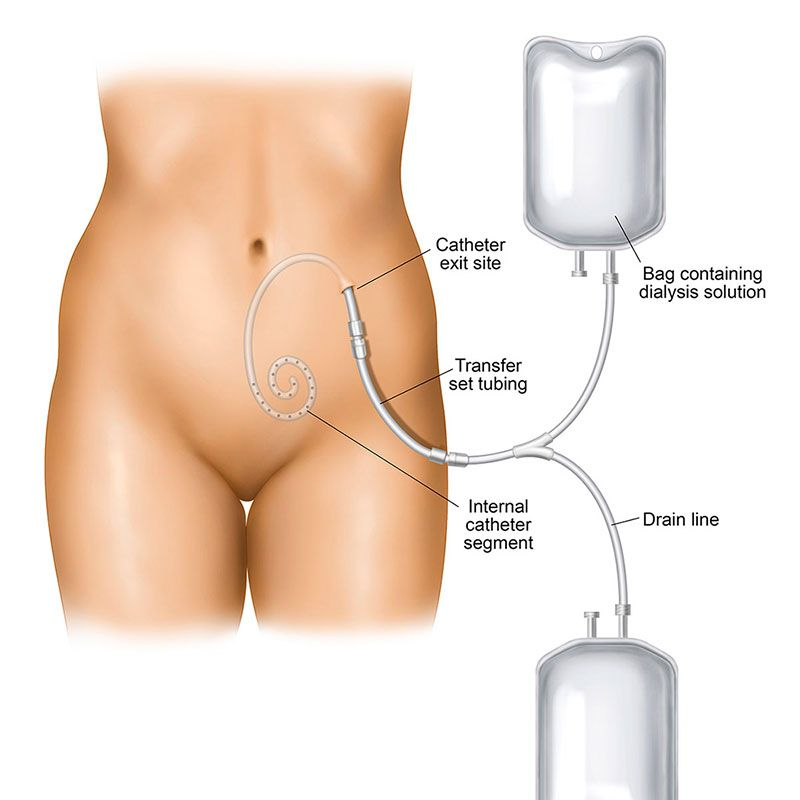 Catheter
exit site
Bag containing
dialysis solution
Transfer
set tubing
Internal
catheter
segment
Drain line